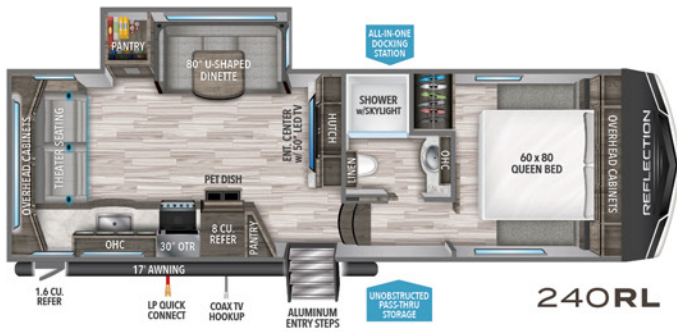 PANTRY
80" U-SHAPED
DINETTE
ALL-IN-ONE
DOCKING
STATION
OVERHEAD CABINETS
THEATER SEATING
ENT. CENTER
w/ 50" LED TV
HUTCH
SHOWER
w/SKYLIGHT
LINEN
OHC
60 x 80
QUEEN BED
OVERHEAD CABINETS
REFLECTION
PET DISH
OHC
30" OTR
8 CU.
REFER
PANTRY
17' AWNING
1.6 CU.
REFER
LP QUICK
CONNECT
COAX TV
HOOKUP
ALUMINUM
ENTRY STEPS
UNOBSTRUCTED
PASS-THRU
STORAGE
240RL